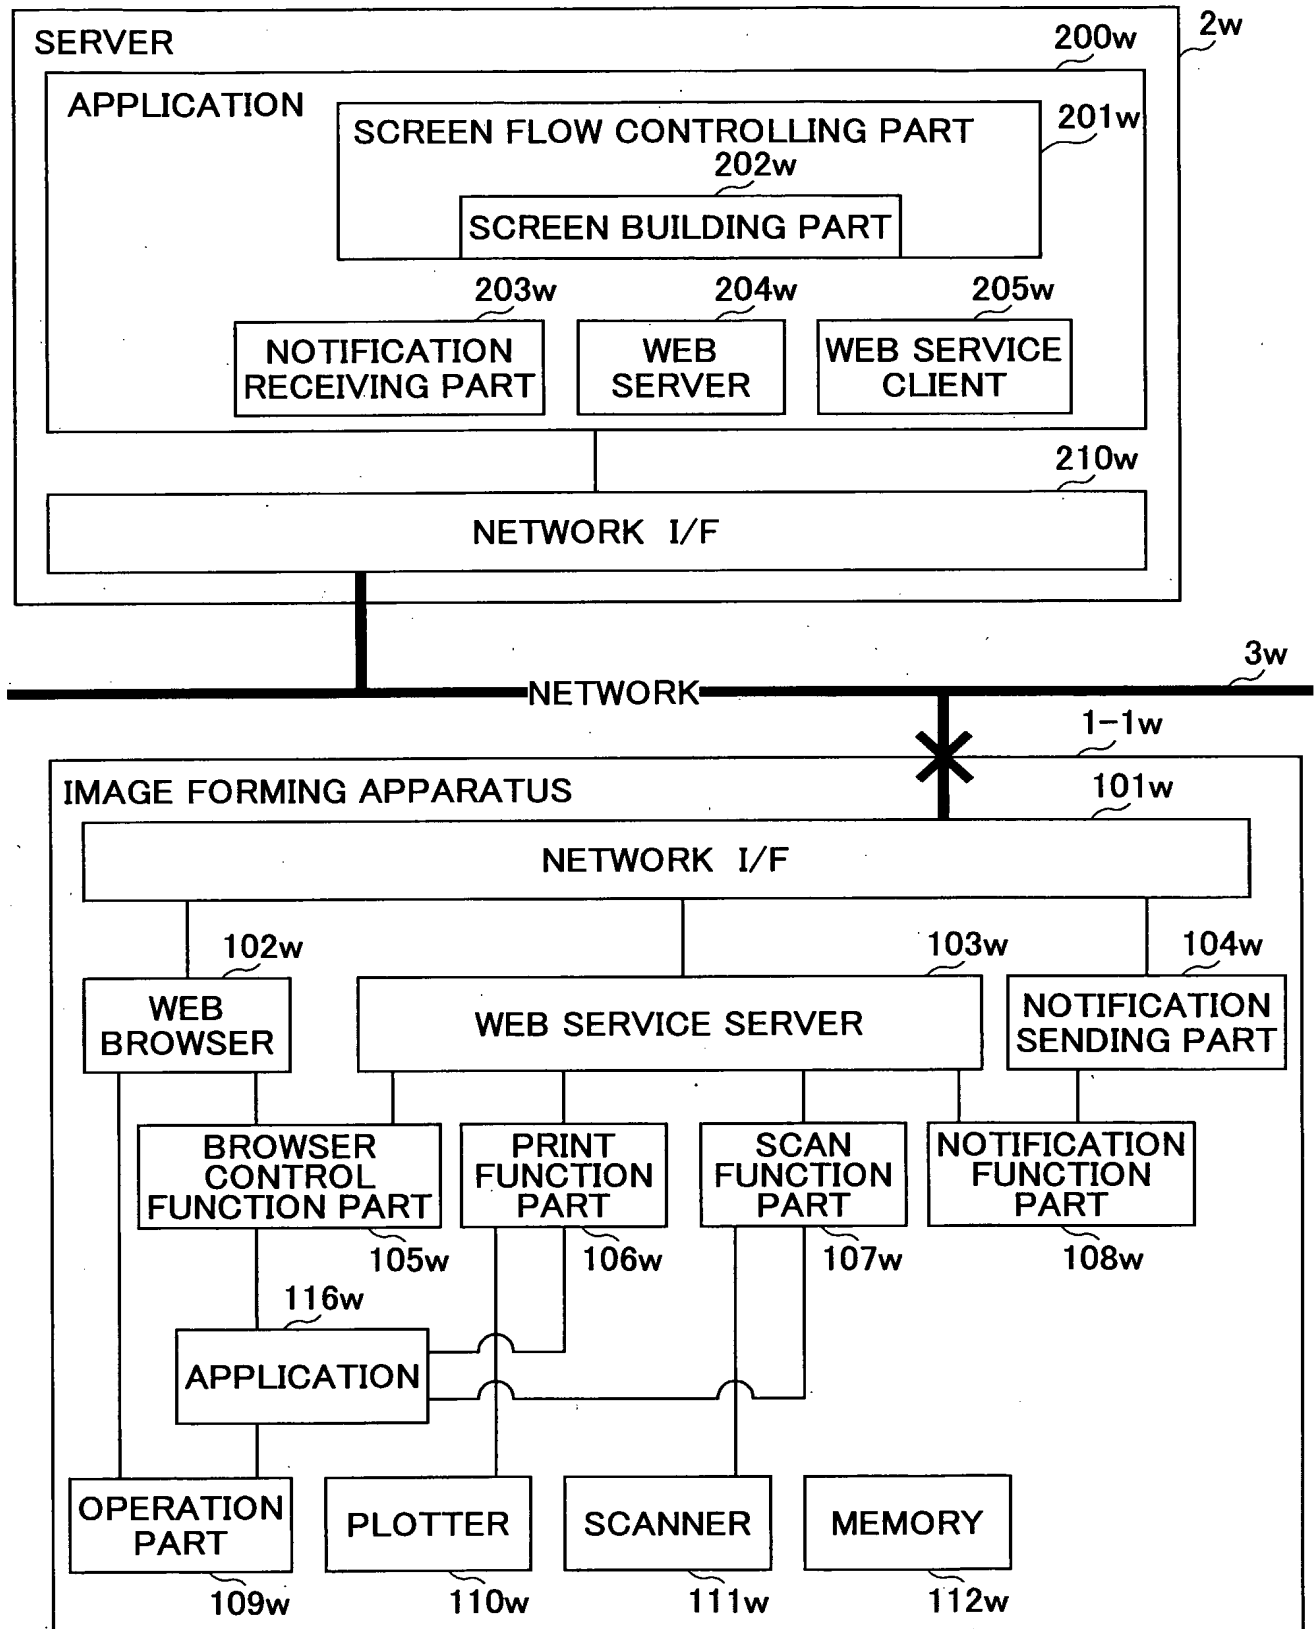 SERVER
2w
200w
APPLICATION
SCREEN FLOW CONTROLLING PART
201w
202w
SCREEN BUILDING PART
203w
204w
205w
NOTIFICATION
RECEIVING PART
WEB
SERVER
WEB SERVICE
CLIENT
210w
NETWORK I/F
3w
NETWORK
1-1w
IMAGE FORMING APPARATUS
101w
NETWORK I/F
102w
103w
104w
WEB
BROWSER
WEB SERVICE SERVER
NOTIFICATION
SENDING PART
BROWSER
CONTROL
FUNCTION PART
PRINT
FUNCTION
PART
SCAN
FUNCTION
PART
NOTIFICATION
FUNCTION
PART
105w
106w
107w
108w
116w
APPLICATION
OPERATION
PART
PLOTTER
SCANNER
MEMORY
109w
110w
111w
112w